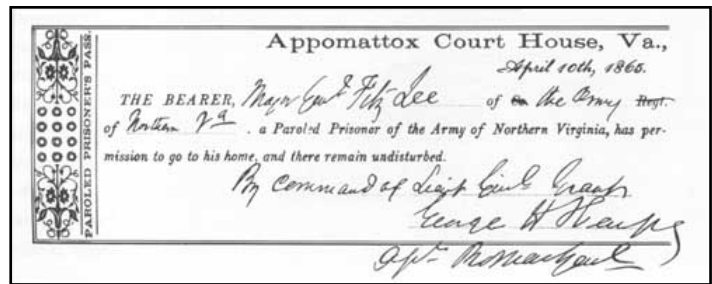 PAROLED PRISONER'S PASS.
Appomattox Court House, Va.,
April 10th, 1865.
THE BEARER, Major Genl Fitz Lee of Co. the Army Regt.
of Northern Va. a Paroled Prisoner of the Army of Northern Virginia, has per-
mission to go to his home, and there remain undisturbed.
By command of Lieut Genl Grant
George H